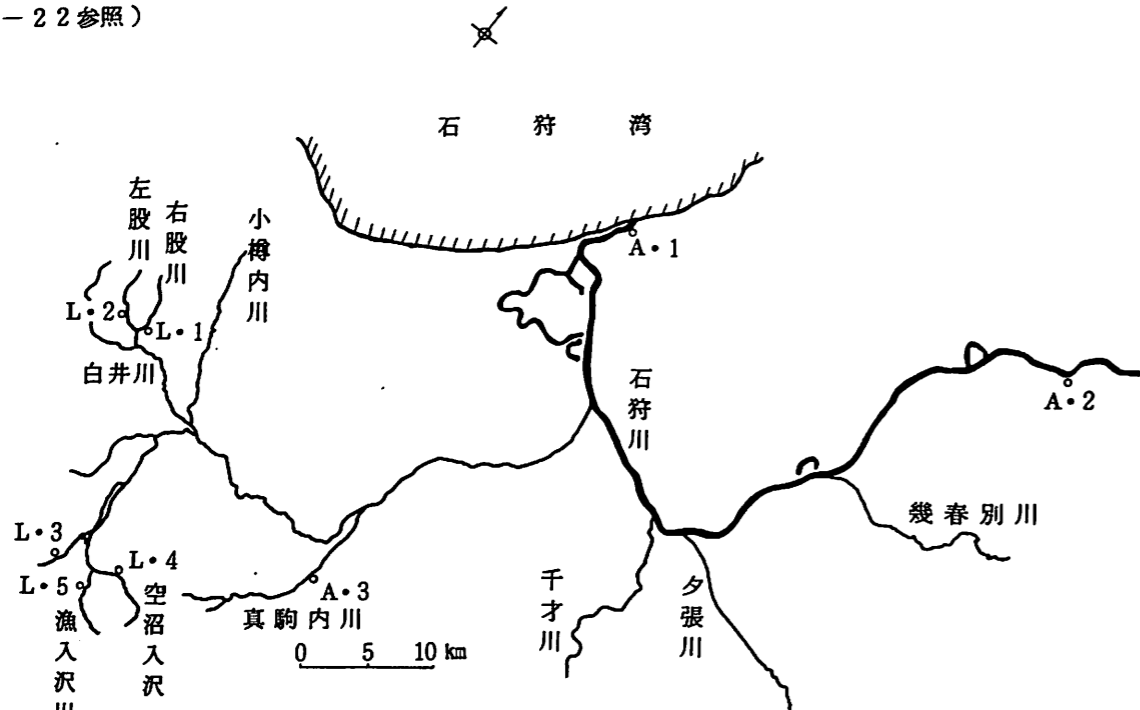 －22参照）
石狩湾
左股川
右股川
小樽内川
A・1
L・2
L・1
白井川
石狩川
A・2
幾春別川
L・3
L・4
L・5
空沼入沢
漁入沢川
A・3
真駒内川
千才川
夕張川
0 5 10 km